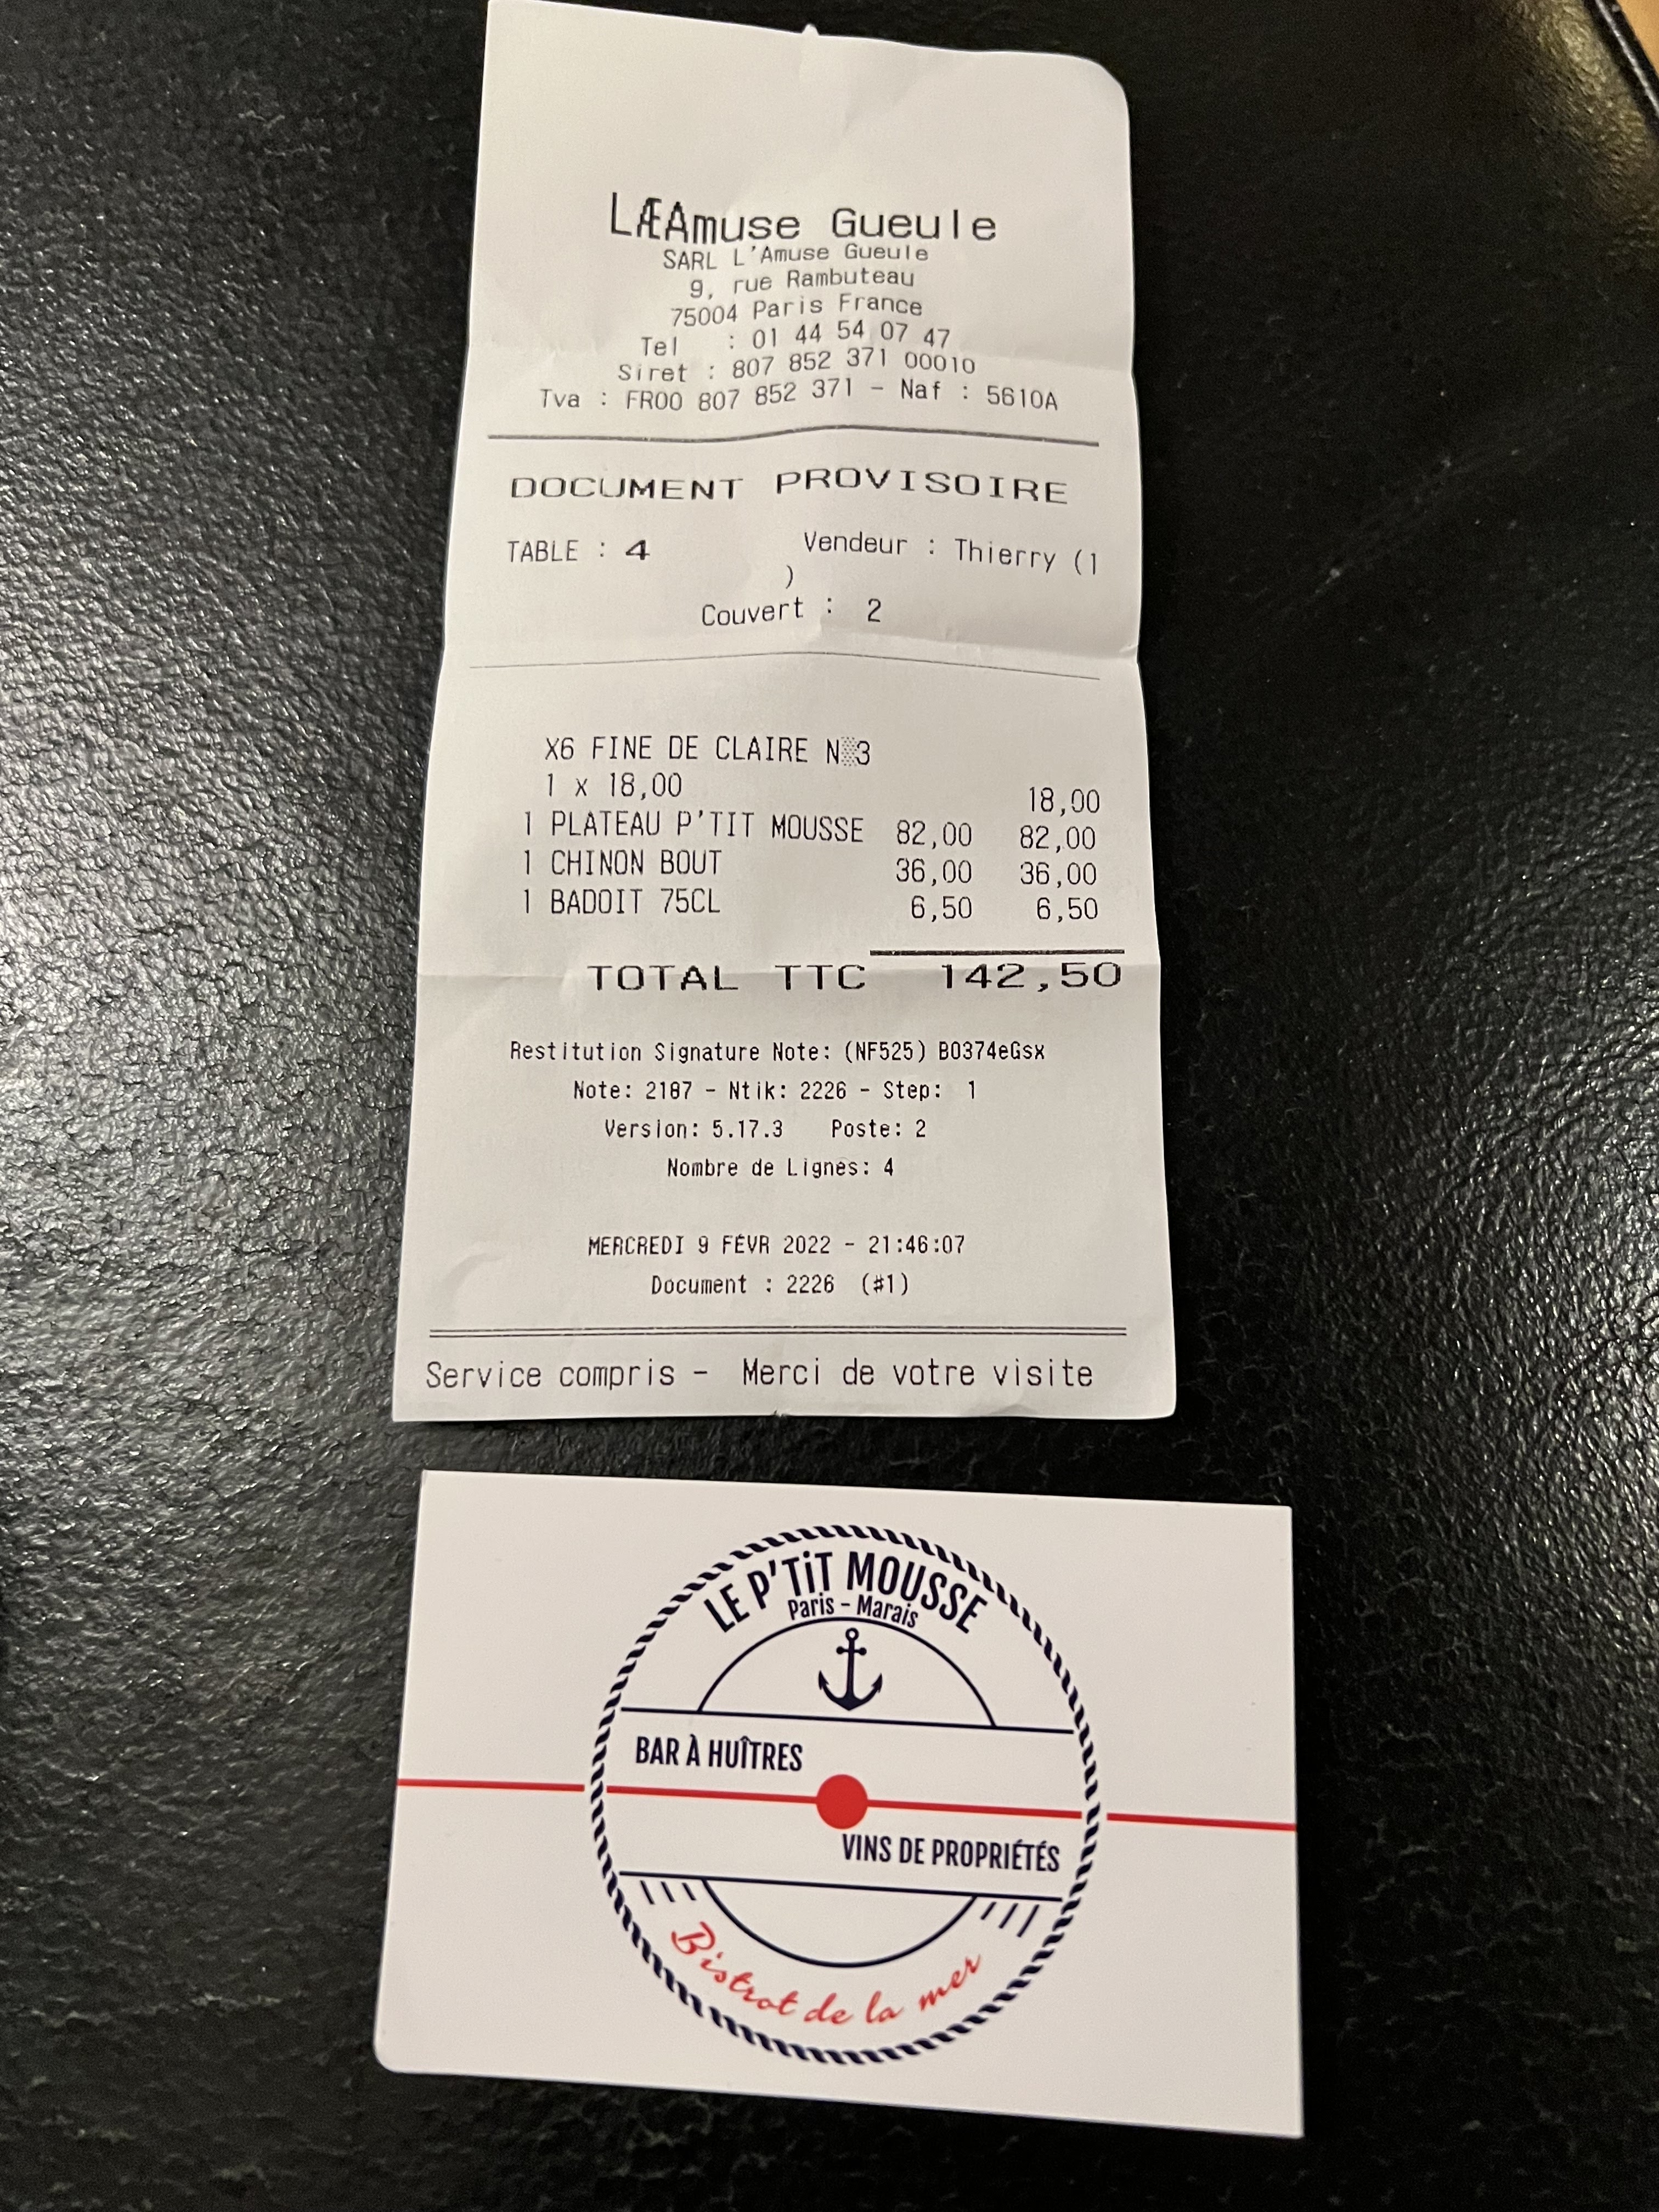 LÆAmuse Gueule
SARL L'Amuse Gueule
9, rue Rambuteau
75004 Paris France
Tel : 01 44 54 07 47
Siret : 807 852 371 00010
Tva : FR00 807 852 371 - Naf : 5610A
DOCUMENT PROVISOIRE
TABLE : 4 Vendeur : Thierry (1
)
Couvert : 2
X6 FINE DE CLAIRE N▒3
1 x 18,00 18,00
1 PLATEAU P'TIT MOUSSE 82,00 82,00
1 CHINON BOUT 36,00 36,00
1 BADOIT 75CL 6,50 6,50
TOTAL TTC 142,50
Restitution Signature Note: (NF525) B0374eGsx
Note: 2187 - Ntik: 2226 - Step: 1
Version: 5.17.3 Poste: 2
Nombre de Lignes: 4
MERCREDI 9 FÉVR 2022 - 21:46:07
Document : 2226 (#1)
Service compris - Merci de votre visite
LE P'TiT MOUSSE
Paris - Marais
BAR À HUÎTRES
VINS DE PROPRIÉTÉS
Bistrot de la mer